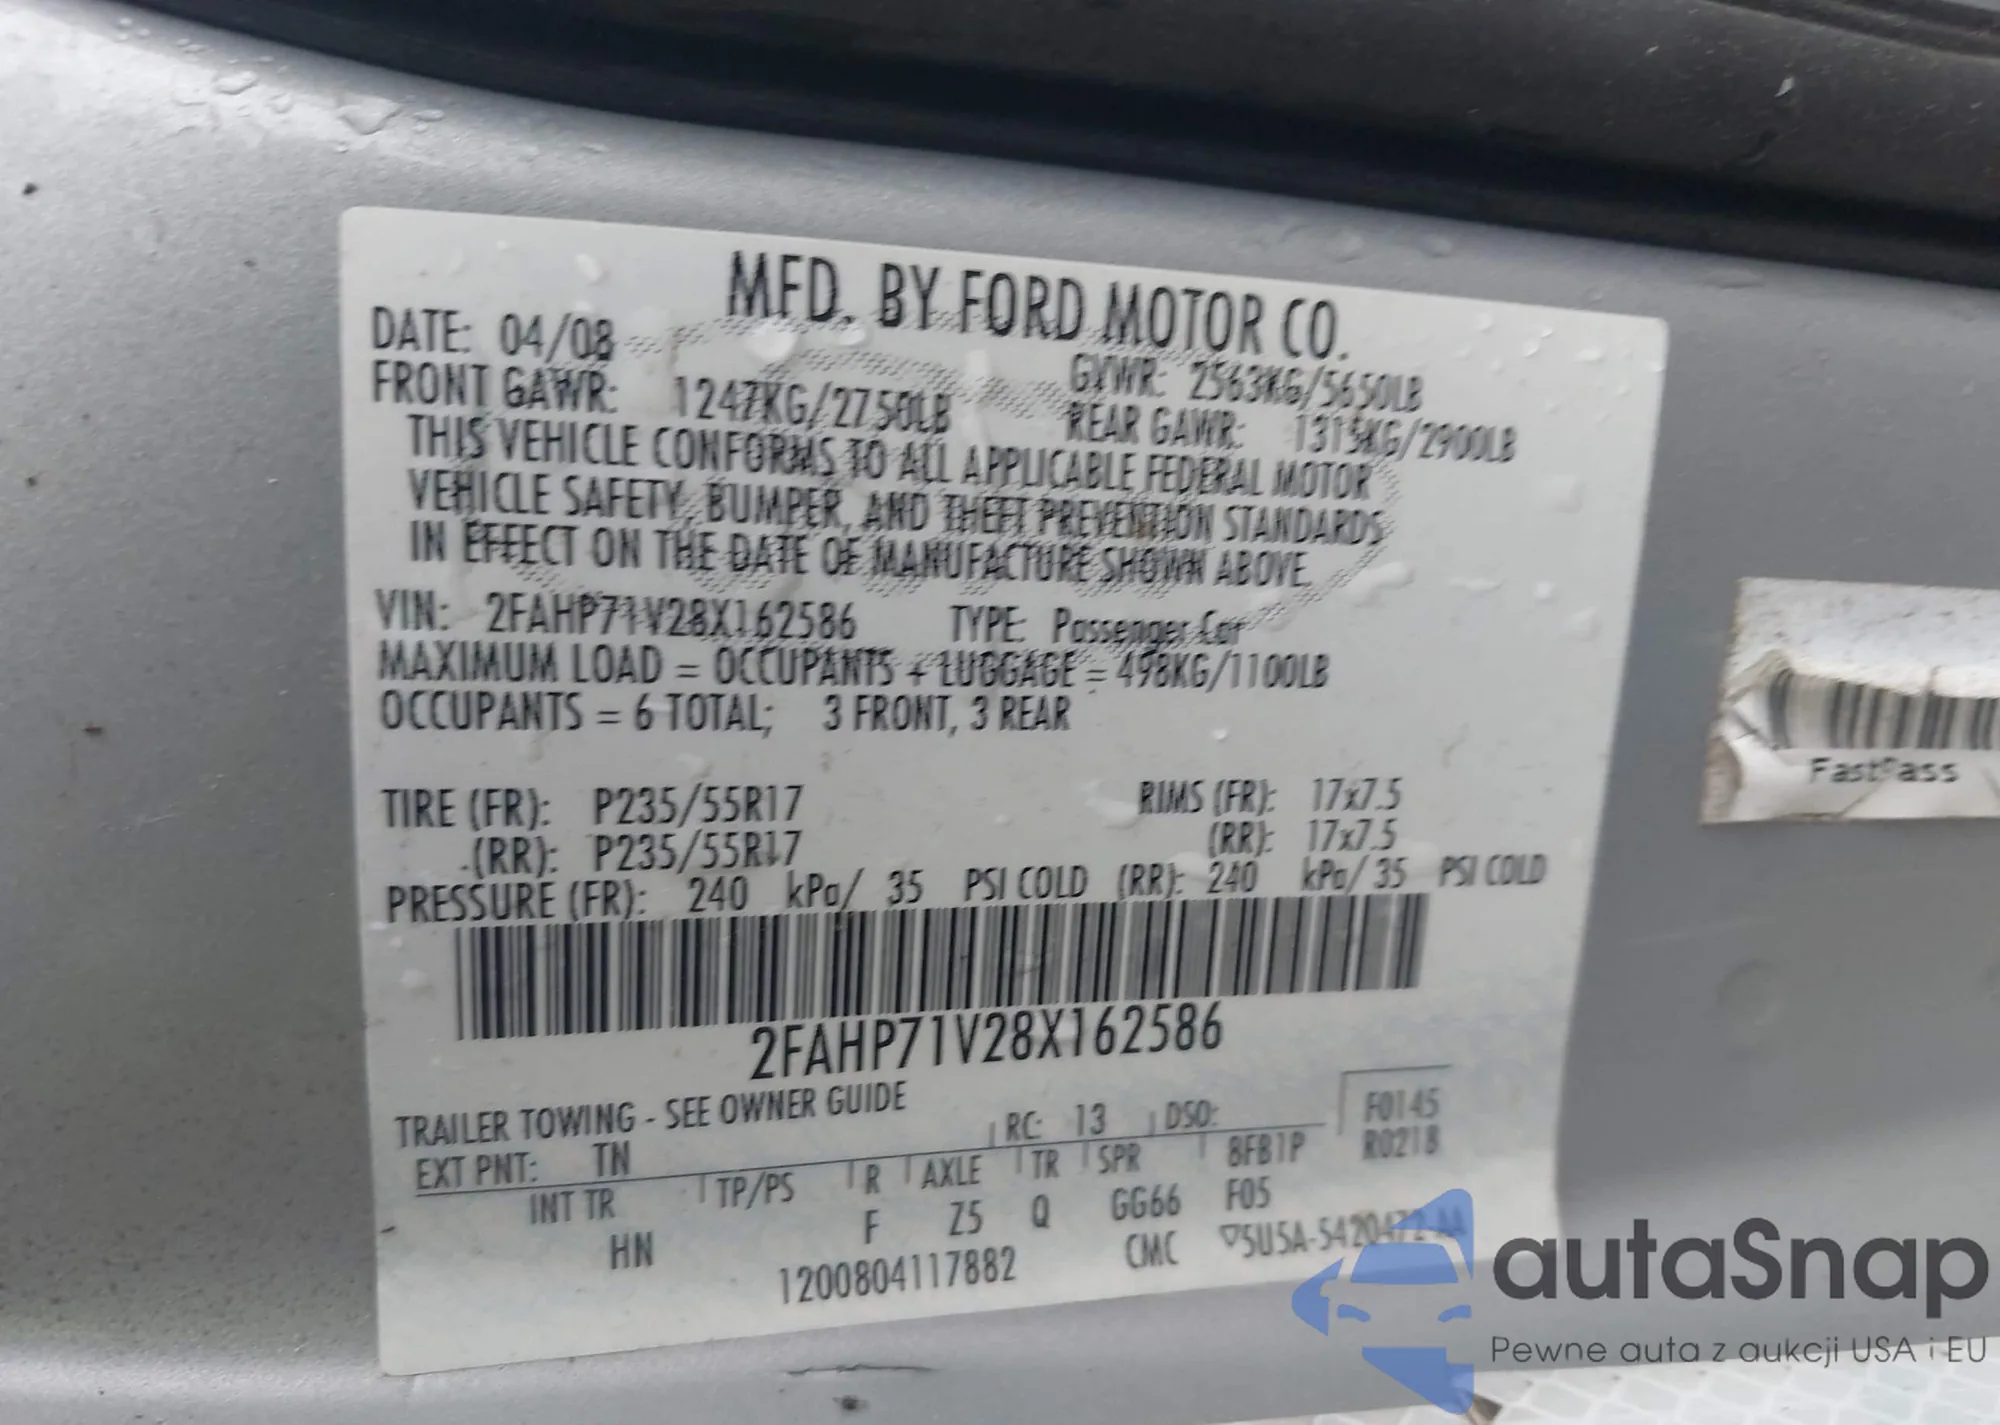 MFD. BY FORD MOTOR CO.
DATE: 04/08 GVWR: 2563KG/5650LB
FRONT GAWR: 1247KG/2750LB REAR GAWR: 1315KG/2900LB
THIS VEHICLE CONFORMS TO ALL APPLICABLE FEDERAL MOTOR
VEHICLE SAFETY, BUMPER, AND THEFT PREVENTION STANDARDS
IN EFFECT ON THE DATE OF MANUFACTURE SHOWN ABOVE.
VIN: 2FAHP71V28X162586 TYPE: Passenger Car
MAXIMUM LOAD = OCCUPANTS + LUGGAGE = 498KG/1100LB
OCCUPANTS = 6 TOTAL; 3 FRONT, 3 REAR
TIRE (FR): P235/55R17 RIMS (FR): 17x7.5
(RR): P235/55R17 (RR): 17x7.5
PRESSURE (FR): 240 kPa/ 35 PSI COLD (RR): 240 kPa/ 35 PSI COLD
2FAHP71V28X162586
TRAILER TOWING - SEE OWNER GUIDE
EXT PNT: TN RC: 13 DSO: F0145
R0218
INT TR TP/PS R AXLE TR SPR 8FB1P
HN F Z5 Q GG66 F05
1200804117882 CMC ▽5U5A-5420472-AA
FastPass
autaSnap
Pewne auta z aukcji USA i EU